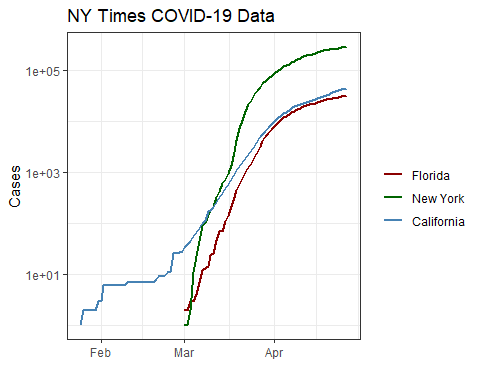 NY Times COVID-19 Data
Cases
1e+05
1e+03
1e+01
Feb
Mar
Apr
Florida
New York
California